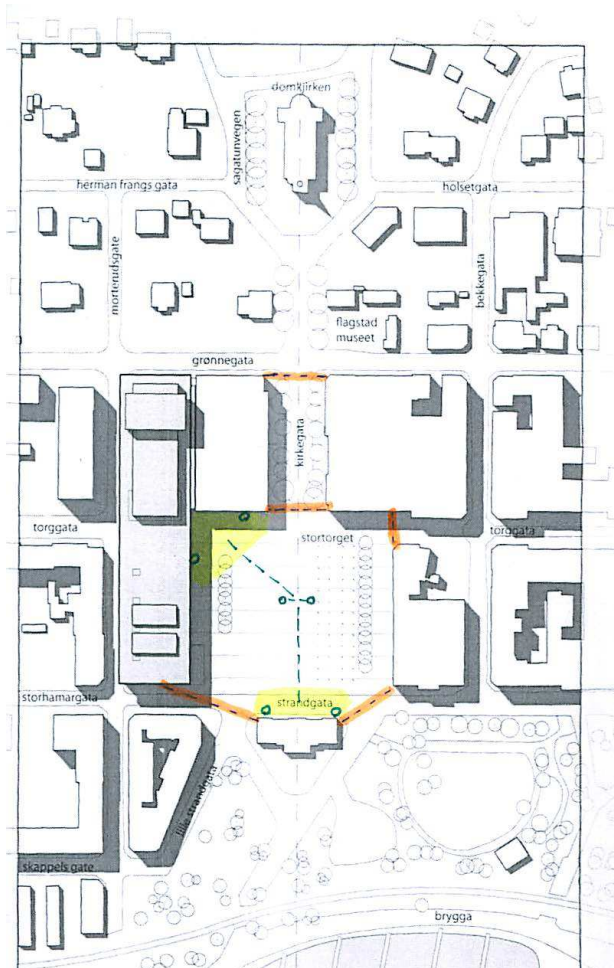 domkjirken
sagatunvegen
herman frangs gata
holsetgata
morterudsgate
bekkegata
flagstad
museet
grønnegata
kirkegata
torggata
stortorget
torggata
storhamargata
strandgata
lille strandgata
skappels gate
brygga